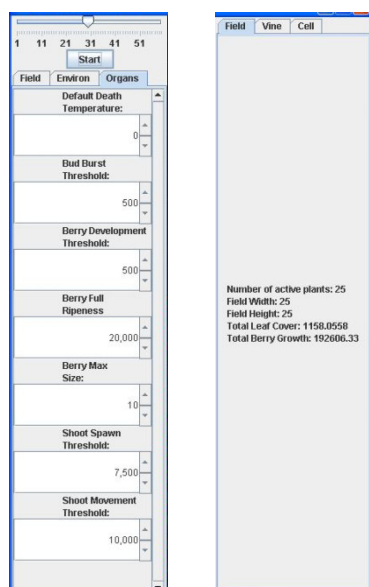 1 11 21 31 41 51
Start
Field Environ Organs
Default Death
Temperature:
0
Bud Burst
Threshold:
500
Berry Development
Threshold:
500
Berry Full
Ripeness
20,000
Berry Max
Size:
10
Shoot Spawn
Threshold:
7,500
Shoot Movement
Threshold:
10,000
Field Vine Cell
Number of active plants: 25
Field Width: 25
Field Height: 25
Total Leaf Cover: 1158.0558
Total Berry Growth: 192606.33